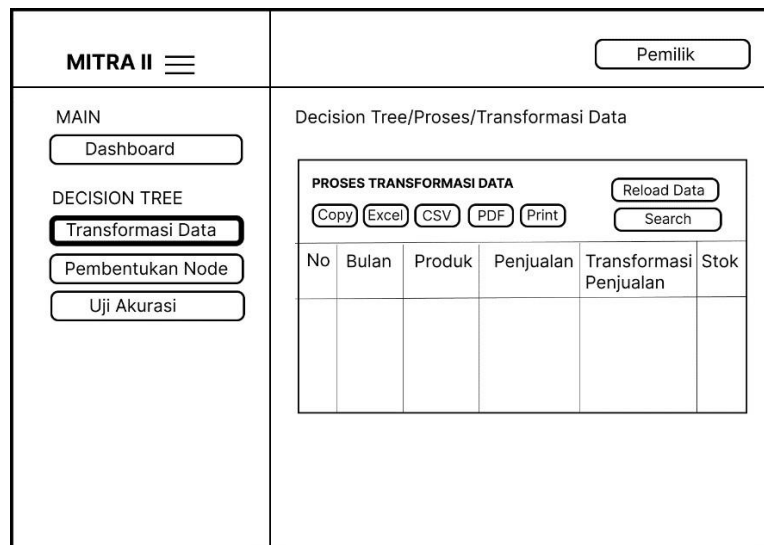 MITRA II
Pemilik
MAIN
Dashboard
DECISION TREE
Transformasi Data
Pembentukan Node
Uji Akurasi
Decision Tree/Proses/Transformasi Data
PROSES TRANSFORMASI DATA
Reload Data
Copy Excel CSV PDF Print
Search
No Bulan Produk Penjualan Transformasi Penjualan Stok